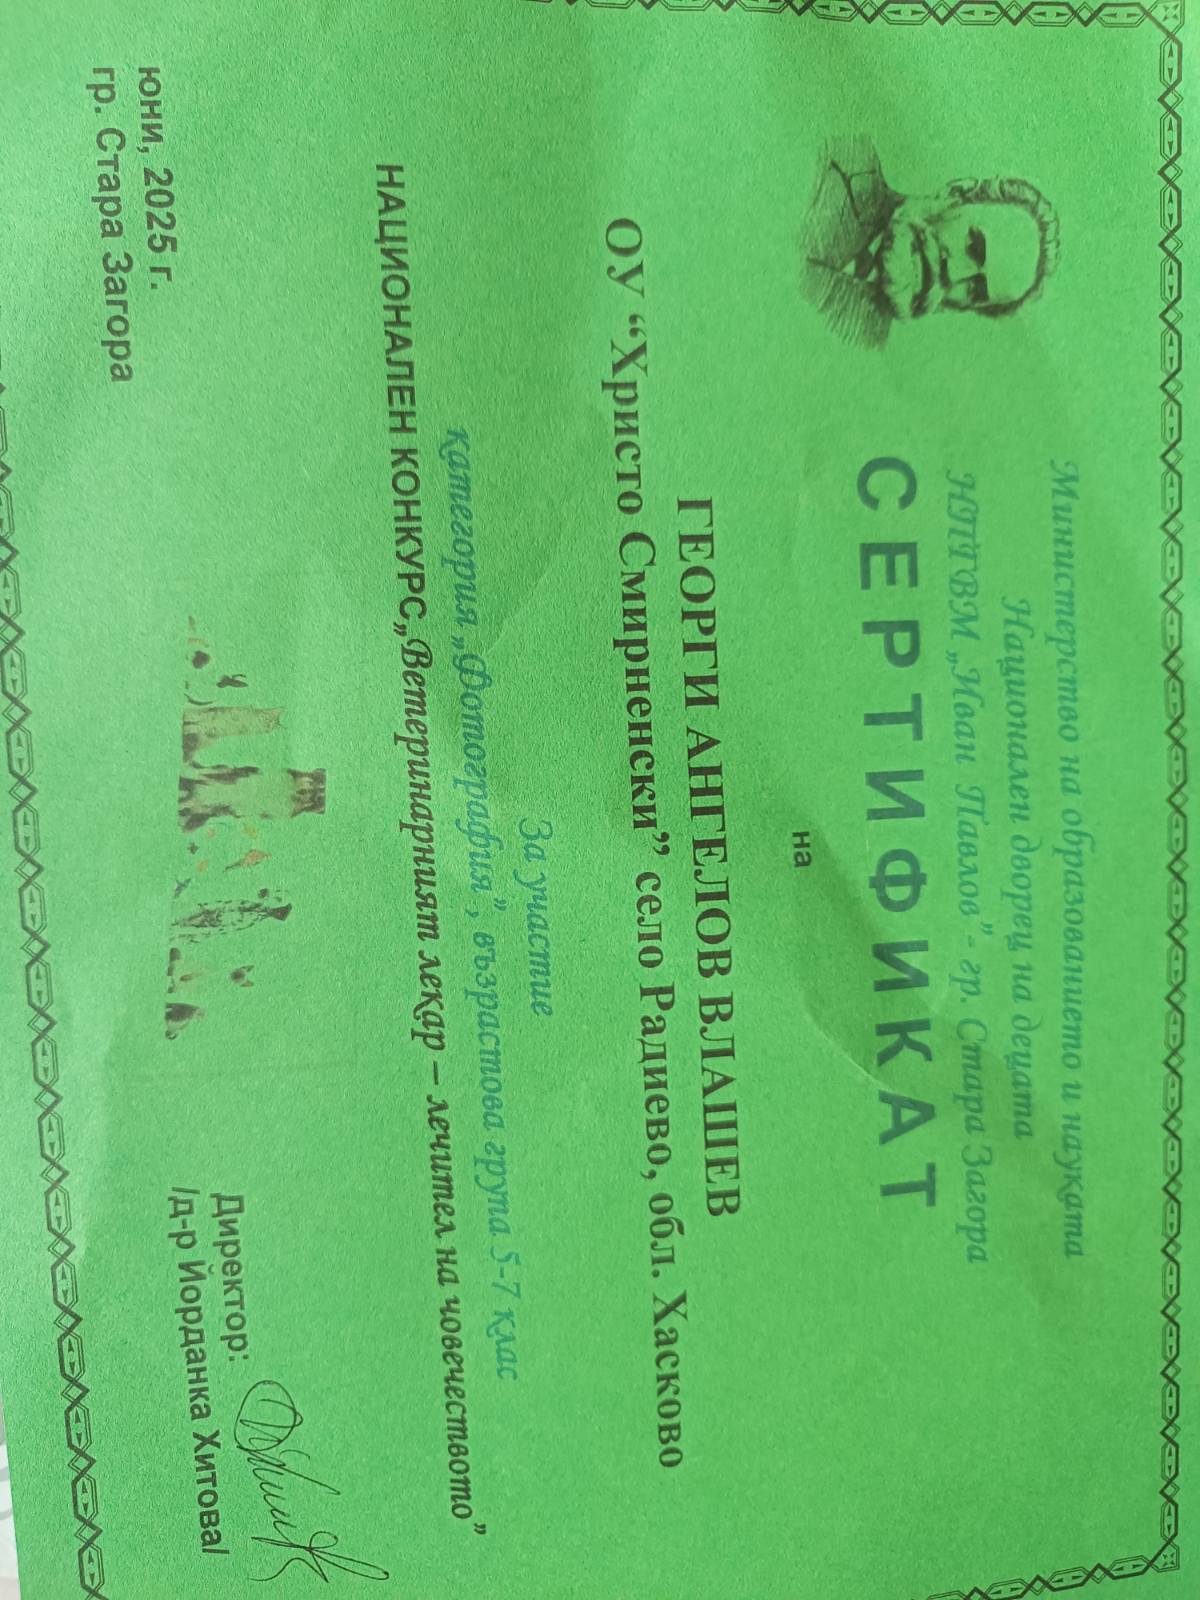 Министерство на образованието и науката
Национален дворец на децата
НПГВМ „Иван Павлов”- гр. Стара Загора
СЕРТИФИКАТ
на
ГЕОРГИ АНГЕЛОВ ВЛАШЕВ
ОУ “Христо Смирненски” село Радиево, обл. Хасково
За участие
категория „Фотография”, възрастова група 5-7 клас
НАЦИОНАЛЕН КОНКУРС„Ветеринарният лекар – лечител на човечеството”
юни, 2025 г.
гр. Стара Загора
Директор:
/д-р Йорданка Хитова/